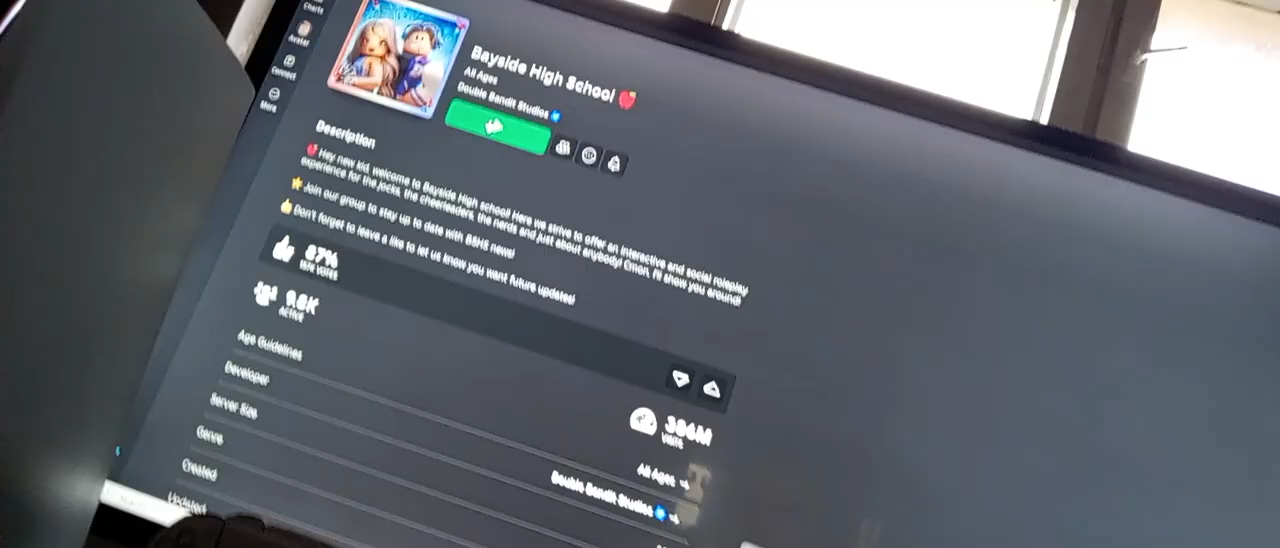 Charts
Avatar
Connect
More
Bayside High School 🍎
All Ages
Double Bandit Studios
Description
🍎 Hey new kid, welcome to Bayside High school! Here we strive to offer an interactive and social roleplay
experience for the jocks, the cheerleaders, the nerds and just about anybody! C'mon, I'll show you around!
⭐ Join our group to stay up to date with BSHS news!
👍 Don't forget to leave a like to let us know you want future updates!
87%
VOTES
ACTIVE
VISITS
Age Guidelines
All Ages
Developer
Double Bandit Studios
Server Size
Genre
Created
Updated